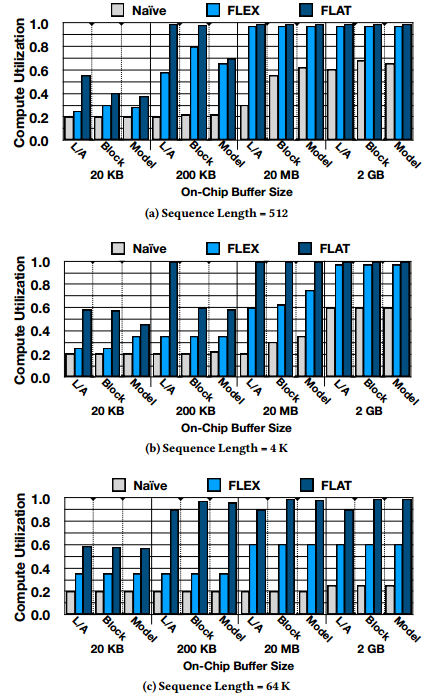 Naïve FLEX FLAT
Compute Utilization
1.0
0.8
0.6
0.4
0.2
0.0
L/A Block Model L/A Block Model L/A Block Model L/A Block Model
20 KB 200 KB 20 MB 2 GB
On-Chip Buffer Size
(a) Sequence Length = 512
Naïve FLEX FLAT
Compute Utilization
1.0
0.8
0.6
0.4
0.2
0.0
L/A Block Model L/A Block Model L/A Block Model L/A Block Model
20 KB 200 KB 20 MB 2 GB
On-Chip Buffer Size
(b) Sequence Length = 4 K
Naïve FLEX FLAT
Compute Utilization
1.0
0.8
0.6
0.4
0.2
0.0
L/A Block Model L/A Block Model L/A Block Model L/A Block Model
20 KB 200 KB 20 MB 2 GB
On-Chip Buffer Size
(c) Sequence Length = 64 K